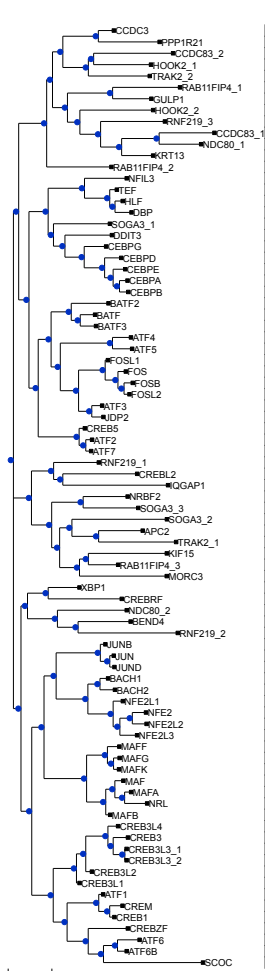 CCDC3
PPP1R21
CCDC83_2
HOOK2_1
TRAK2_2
RAB11FIP4_1
GULP1
HOOK2_2
RNF219_3
CCDC83_1
NDC80_1
KRT13
RAB11FIP4_2
NFIL3
TEF
HLF
DBP
SOGA3_1
DDIT3
CEBPG
CEBPD
CEBPE
CEBPA
CEBPB
BATF2
BATF
BATF3
ATF4
ATF5
FOSL1
FOS
FOSB
FOSL2
ATF3
JDP2
CREB5
ATF2
ATF7
RNF219_1
CREBL2
IQGAP1
NRBF2
SOGA3_3
SOGA3_2
APC2
TRAK2_1
KIF15
RAB11FIP4_3
MORC3
XBP1
CREBRF
NDC80_2
BEND4
RNF219_2
JUNB
JUN
JUND
BACH1
BACH2
NFE2L1
NFE2
NFE2L2
NFE2L3
MAFF
MAFG
MAFK
MAF
MAFA
NRL
MAFB
CREB3L4
CREB3
CREB3L3_1
CREB3L3_2
CREB3L2
CREB3L1
ATF1
CREM
CREB1
CREBZF
ATF6
ATF6B
SCOC